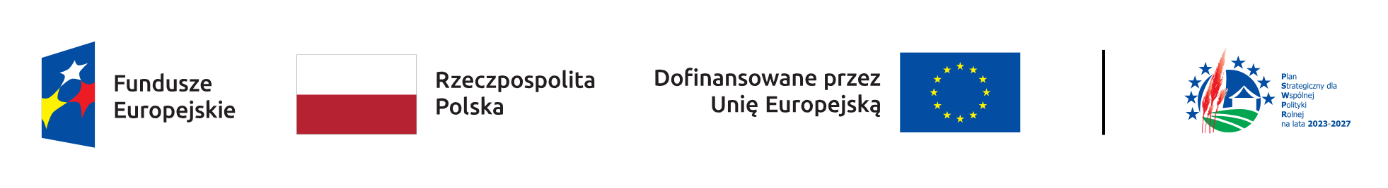 Fundusze
Europejskie
Rzeczpospolita
Polska
Dofinansowane przez
Unię Europejską
Plan
Strategiczny dla
Wspólnej
Polityki
Rolnej
na lata 2023-2027